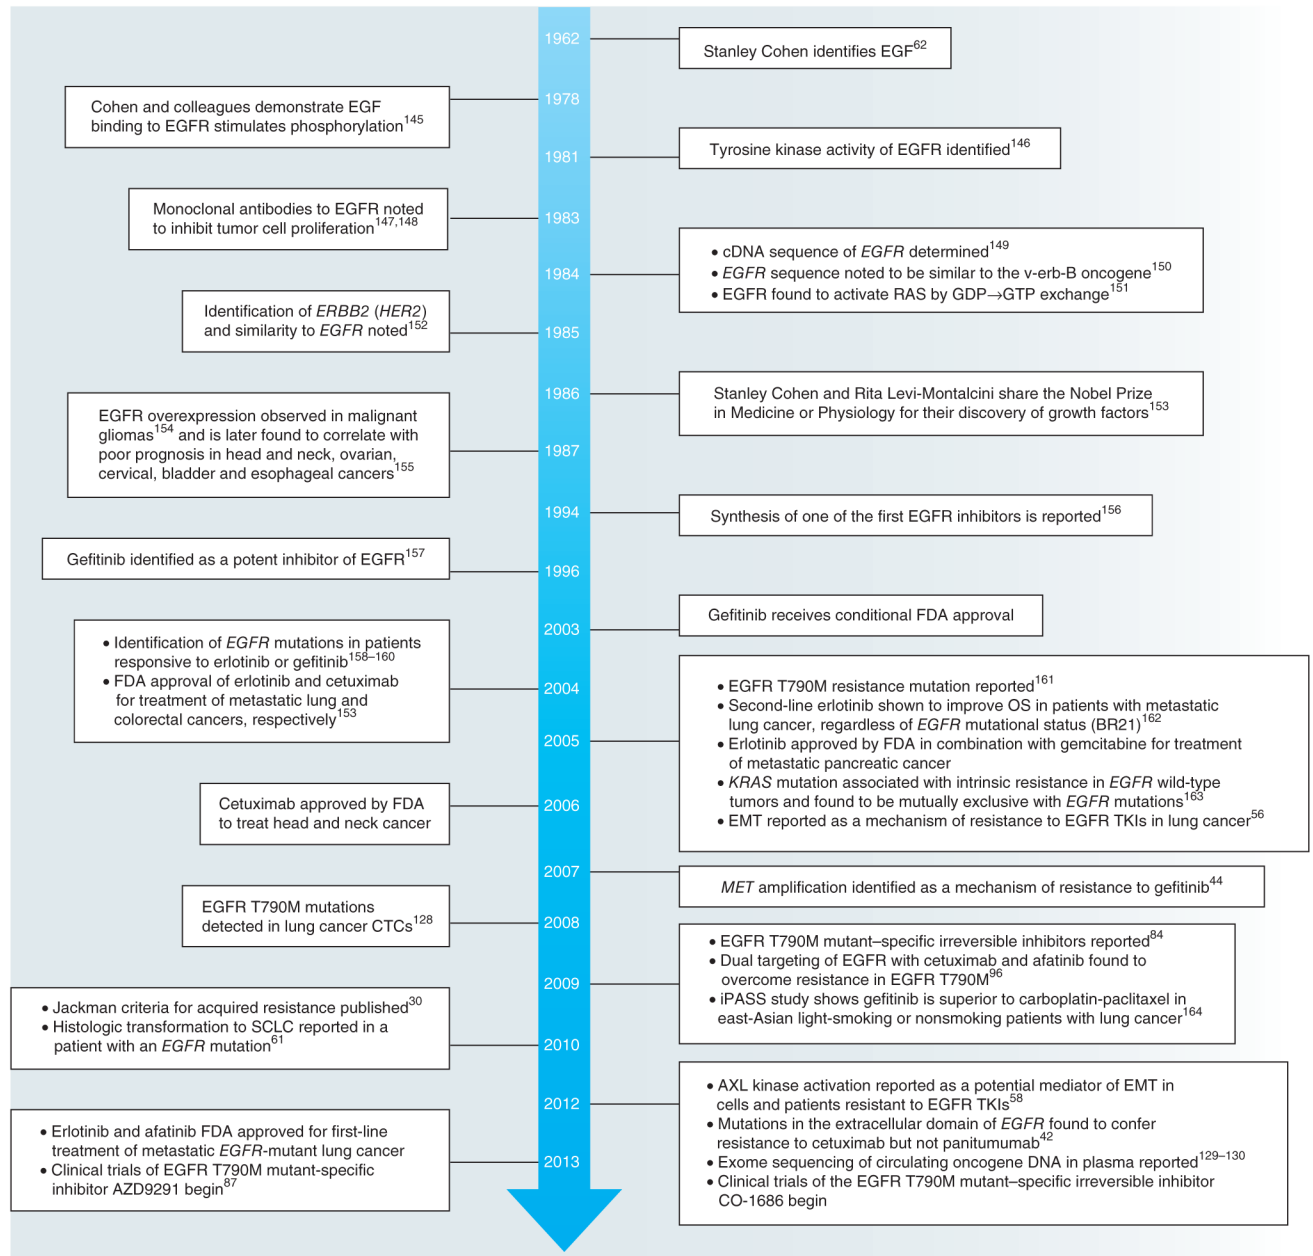 1962
Stanley Cohen identifies EGF62
1978
Cohen and colleagues demonstrate EGF
binding to EGFR stimulates phosphorylation145
1981
Tyrosine kinase activity of EGFR identified146
1983
Monoclonal antibodies to EGFR noted
to inhibit tumor cell proliferation147,148
1984
• cDNA sequence of EGFR determined149
• EGFR sequence noted to be similar to the v-erb-B oncogene150
• EGFR found to activate RAS by GDP→GTP exchange151
1985
Identification of ERBB2 (HER2)
and similarity to EGFR noted152
1986
Stanley Cohen and Rita Levi-Montalcini share the Nobel Prize
in Medicine or Physiology for their discovery of growth factors153
1987
EGFR overexpression observed in malignant
gliomas154 and is later found to correlate with
poor prognosis in head and neck, ovarian,
cervical, bladder and esophageal cancers155
1994
Synthesis of one of the first EGFR inhibitors is reported156
1996
Gefitinib identified as a potent inhibitor of EGFR157
2003
Gefitinib receives conditional FDA approval
2004
• Identification of EGFR mutations in patients
responsive to erlotinib or gefitinib158–160
• FDA approval of erlotinib and cetuximab
for treatment of metastatic lung and
colorectal cancers, respectively153
2005
• EGFR T790M resistance mutation reported161
• Second-line erlotinib shown to improve OS in patients with metastatic
lung cancer, regardless of EGFR mutational status (BR21)162
• Erlotinib approved by FDA in combination with gemcitabine for treatment
of metastatic pancreatic cancer
• KRAS mutation associated with intrinsic resistance in EGFR wild-type
tumors and found to be mutually exclusive with EGFR mutations163
• EMT reported as a mechanism of resistance to EGFR TKIs in lung cancer56
2006
Cetuximab approved by FDA
to treat head and neck cancer
2007
MET amplification identified as a mechanism of resistance to gefitinib44
2008
EGFR T790M mutations
detected in lung cancer CTCs128
2009
• EGFR T790M mutant–specific irreversible inhibitors reported84
• Dual targeting of EGFR with cetuximab and afatinib found to
overcome resistance in EGFR T790M96
• iPASS study shows gefitinib is superior to carboplatin-paclitaxel in
east-Asian light-smoking or nonsmoking patients with lung cancer164
2010
• Jackman criteria for acquired resistance published30
• Histologic transformation to SCLC reported in a
patient with an EGFR mutation61
2012
• AXL kinase activation reported as a potential mediator of EMT in
cells and patients resistant to EGFR TKIs58
• Mutations in the extracellular domain of EGFR found to confer
resistance to cetuximab but not panitumumab42
• Exome sequencing of circulating oncogene DNA in plasma reported129–130
• Clinical trials of the EGFR T790M mutant–specific irreversible inhibitor
CO-1686 begin
2013
• Erlotinib and afatinib FDA approved for first-line
treatment of metastatic EGFR-mutant lung cancer
• Clinical trials of EGFR T790M mutant-specific
inhibitor AZD9291 begin87